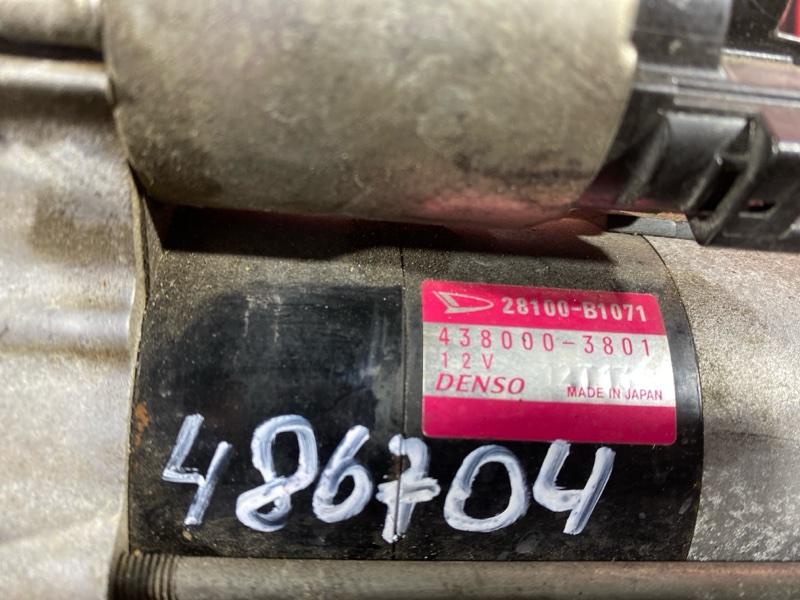 28100-B1071
438000-3801
12V
DENSO MADE IN JAPAN
486704